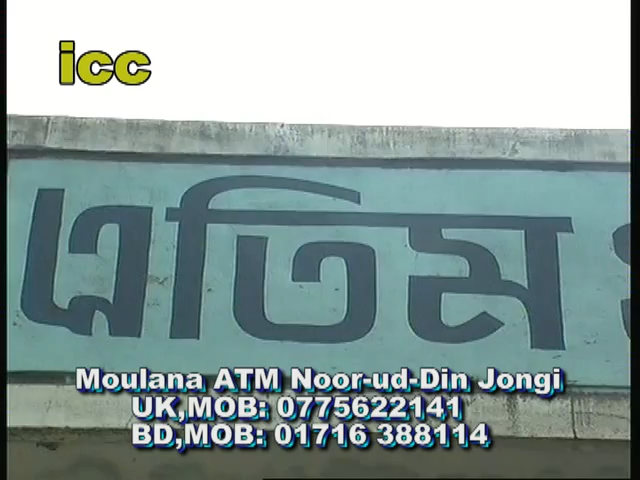 icc
এতিম
Moulana ATM Noor-ud-Din Jongi
UK,MOB: 0775622141
BD,MOB: 01716 388114